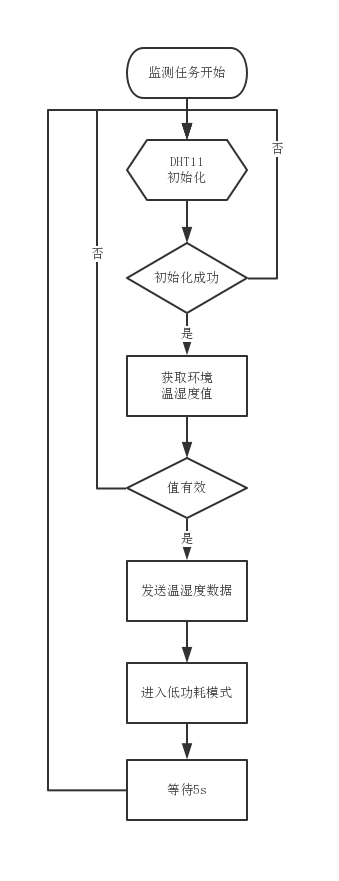 监测任务开始
否
DHT11
初始化
否
初始化成功
是
获取环境
温湿度值
值有效
是
发送温湿度数据
进入低功耗模式
等待5s